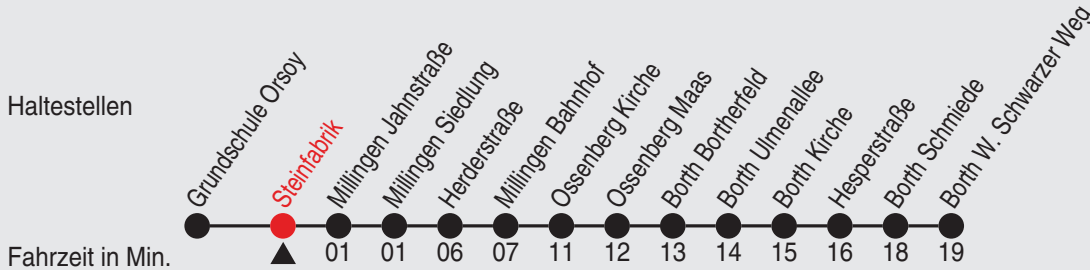 Haltestellen
Grundschule Orsoy
Steinfabrik
Millingen Jahnstraße
Millingen Siedlung
Herderstraße
Millingen Bahnhof
Ossenberg Kirche
Ossenberg Maas
Borth Bortherfeld
Borth Ulmenallee
Borth Kirche
Hesperstraße
Borth Schmiede
Borth W. Schwarzer Weg
Fahrzeit in Min. 01 01 06 07 11 12 13 14 15 16 18 19